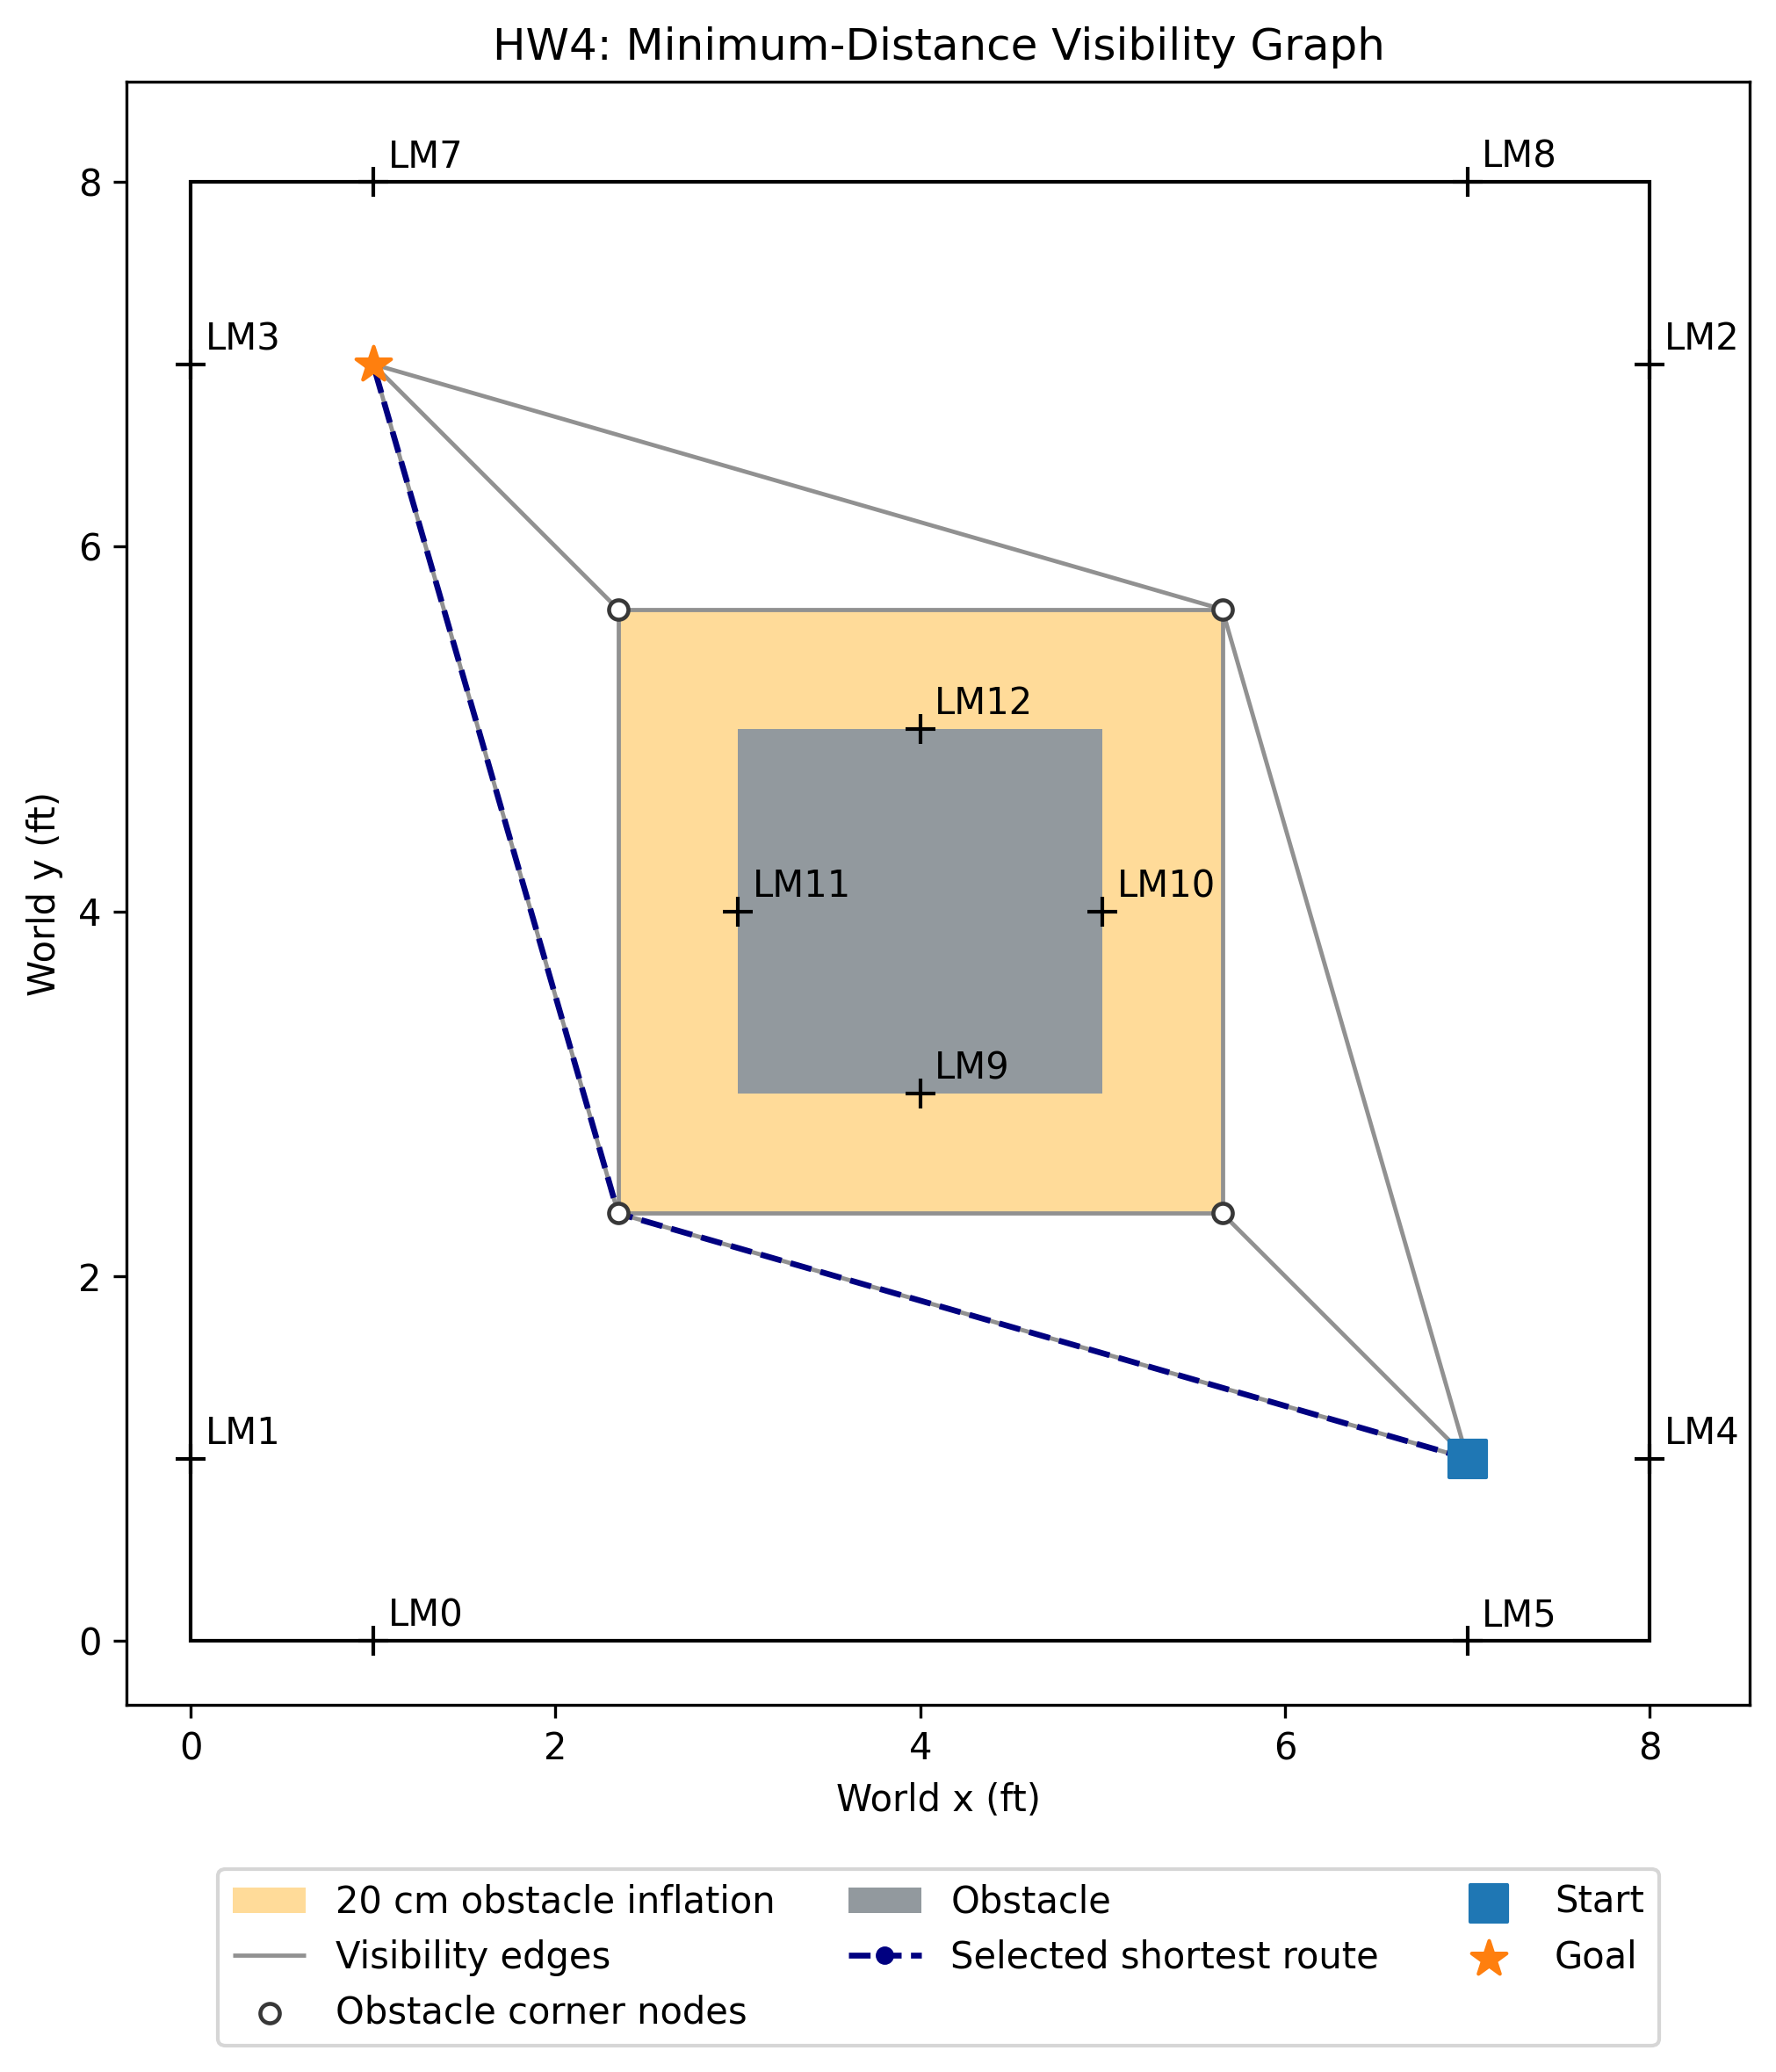 HW4: Minimum-Distance Visibility Graph
LM7
LM8
8
LM3
LM2
6
LM12
World y (ft)
4
LM11
LM10
LM9
2
LM1
LM4
LM0
LM5
0
0 2 4 6 8
World x (ft)
20 cm obstacle inflation
Visibility edges
Obstacle corner nodes
Obstacle
Selected shortest route
Start
Goal